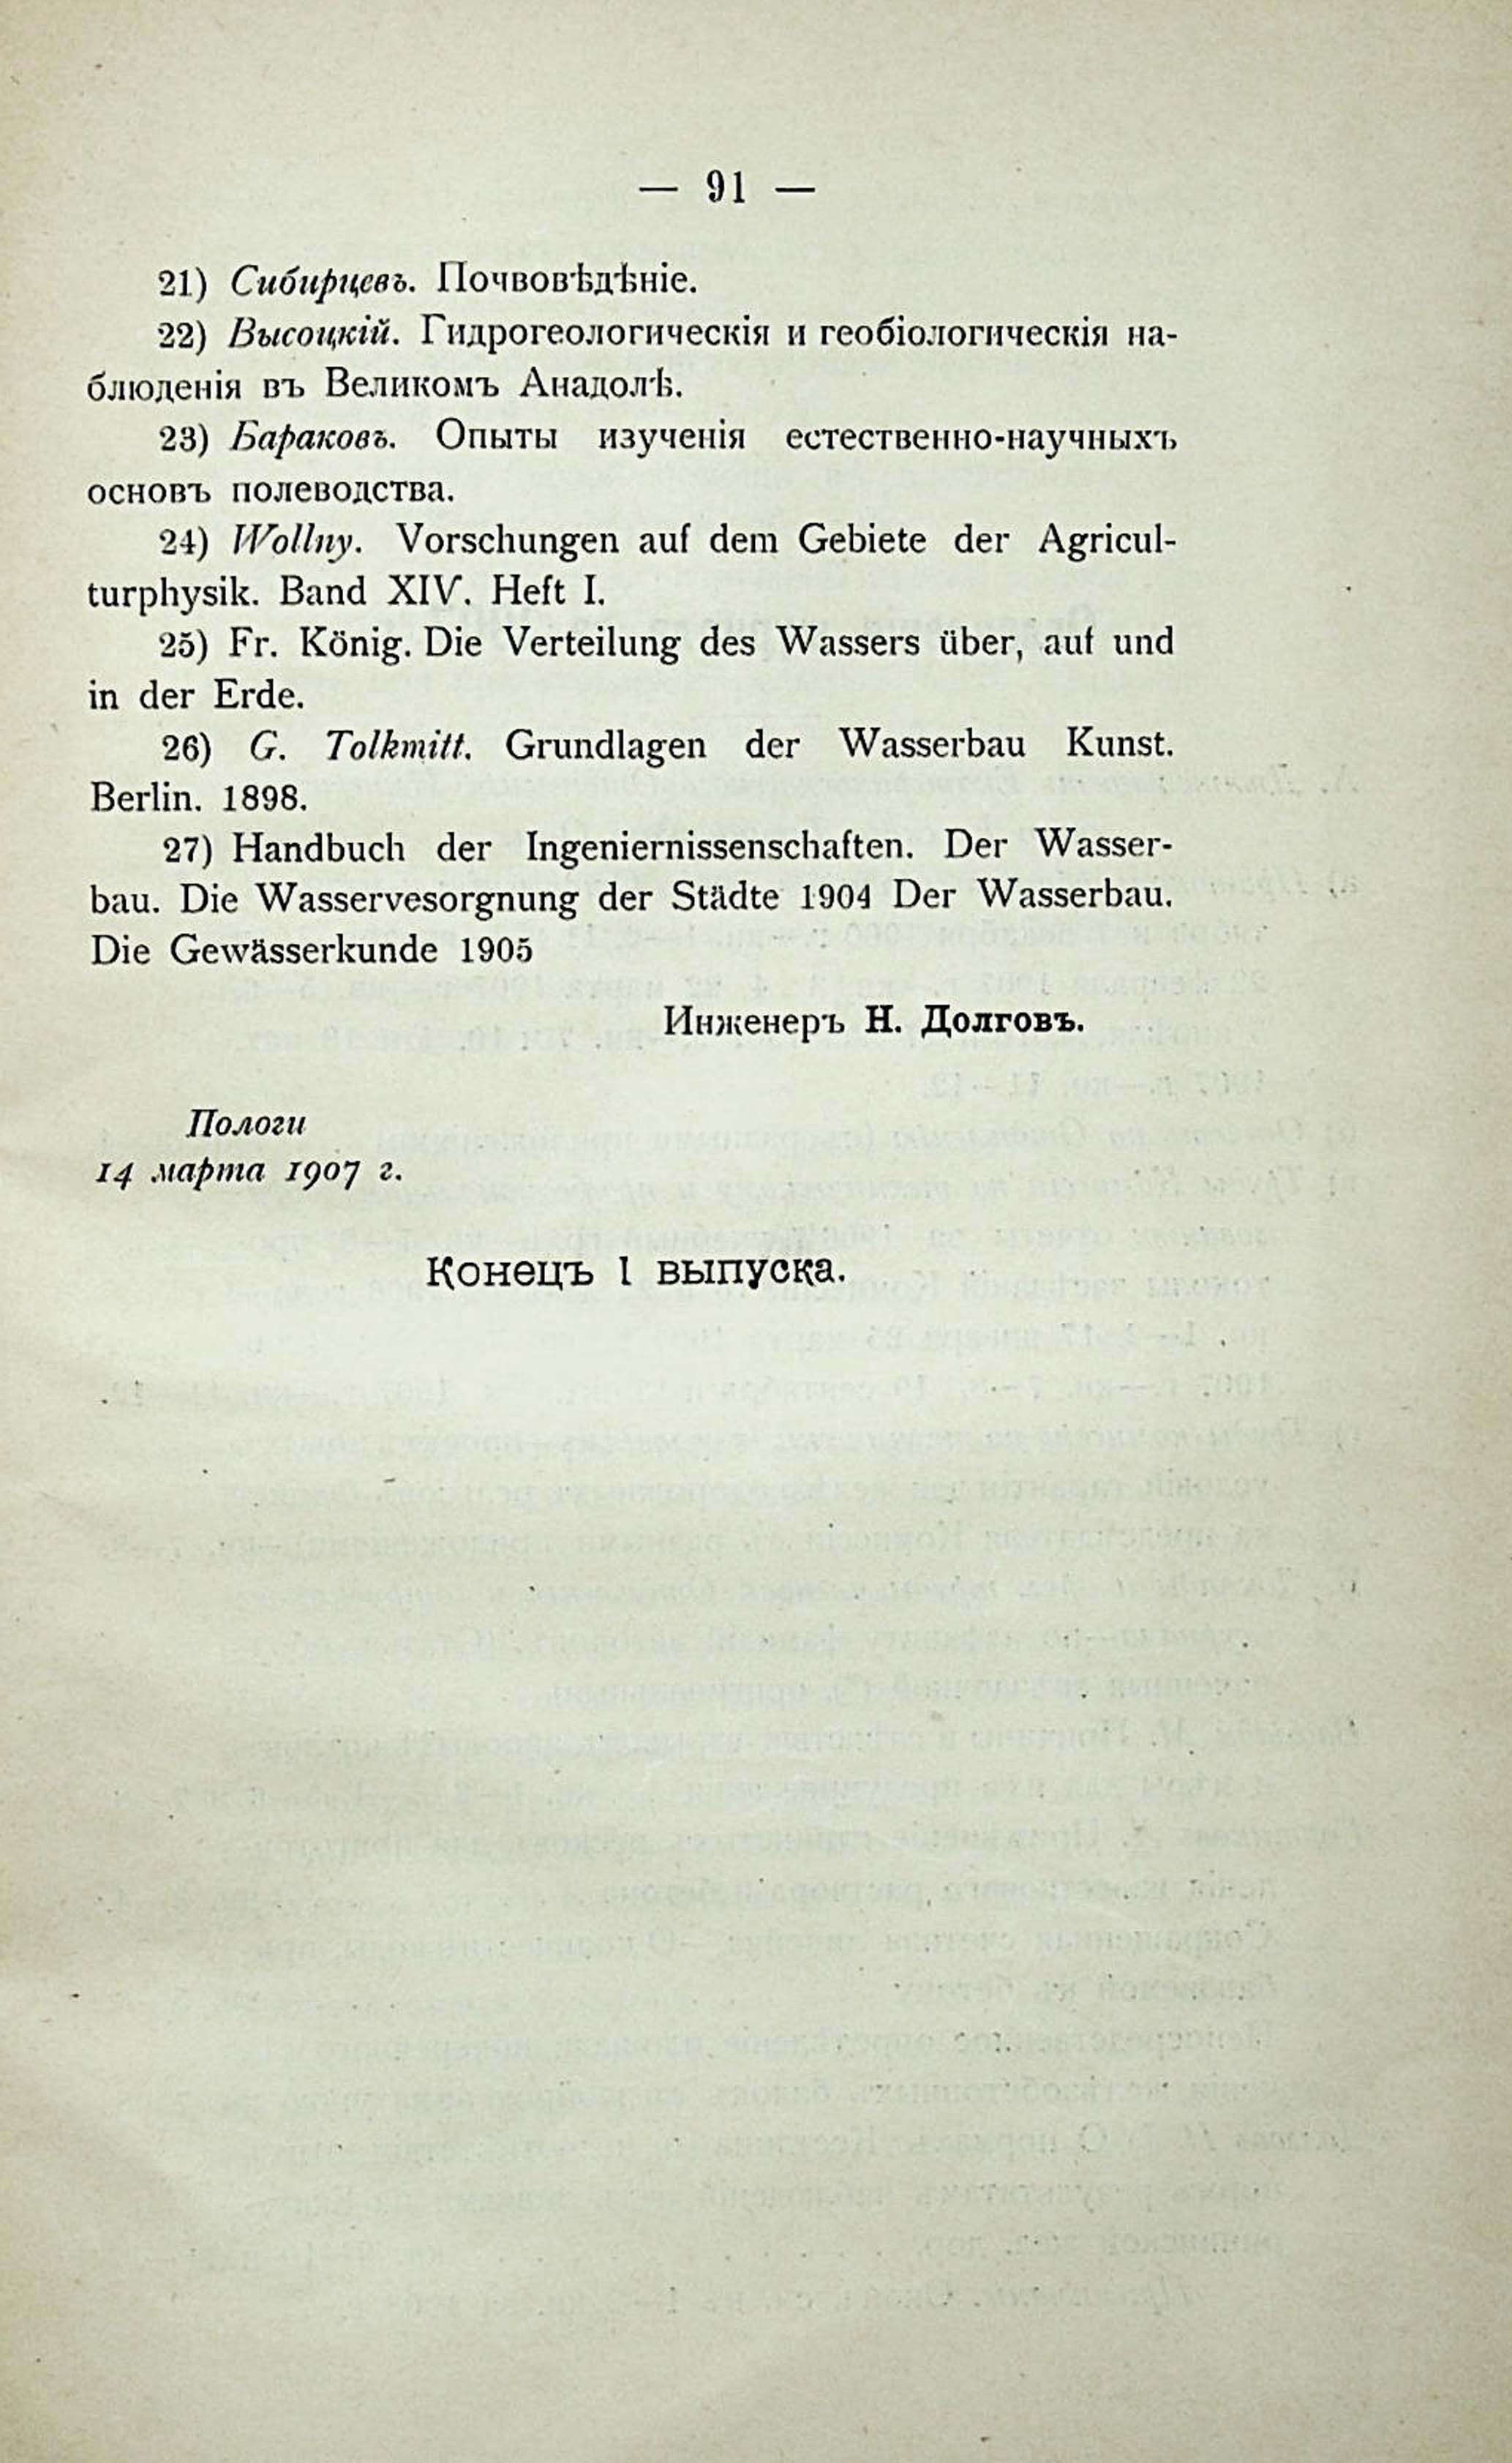 — 91 —
21) Сибирцевъ. Почвовѣдѣніе.
22) Высоцкій. Гидрогеологическія и геобіологическія на-
блюденія въ Великомъ Анадолѣ.
23) Бараковъ. Опыты изученія естественно-научныхъ
основъ полеводства.
24) Wollny. Vorschungen auf dem Gebiete der Agricul-
turphysik. Band XIV. Heft I.
25) Fr. König. Die Verteilung des Wassers über, auf und
in der Erde.
26) G. Tolkmitt. Grundlagen der Wasserbau Kunst.
Berlin. 1898.
27) Handbuch der Ingeniernissenschaften. Der Wasser-
bau. Die Wasservesorgnung der Städte 1904 Der Wasserbau.
Die Gewässerkunde 1905
Инженеръ Н. Долговъ.
Пологи
14 марта 1907 г.
Конецъ 1 выпуска.